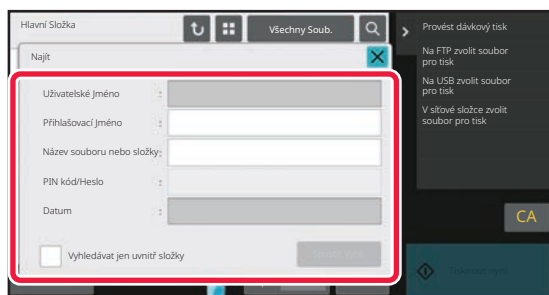 Hlavní Složka
Všechny Soub.
Najít
Uživatelské Jméno :
Přihlašovací Jméno :
Název souboru nebo složky:
PIN kód/Heslo :
Datum :
Vyhledávat jen uvnitř složky
Provést dávkový tisk
Na FTP zvolit soubor
pro tisk
Na USB zvolit soubor
pro tisk
V síťové složce zvolit
soubor pro tisk
CA